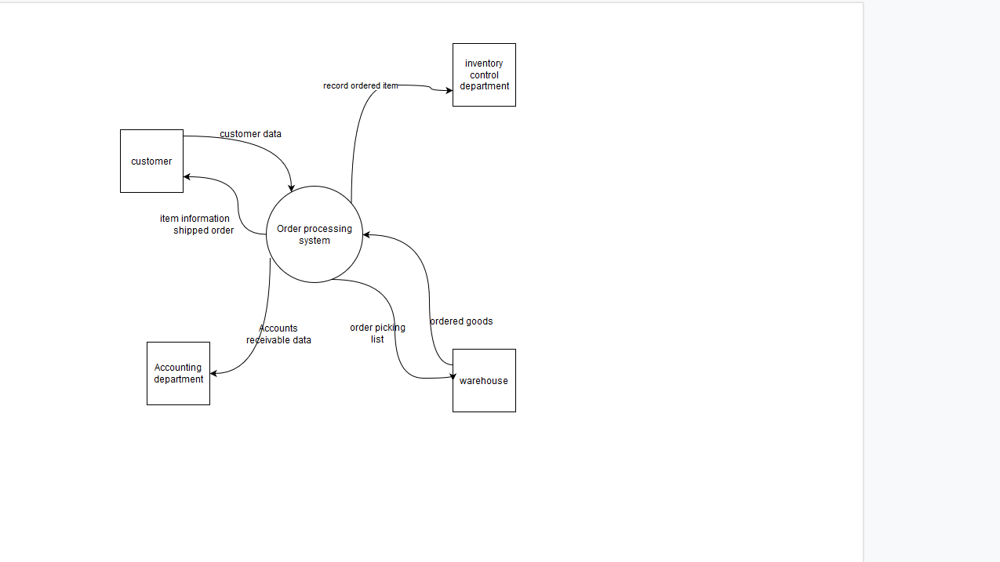 inventory
control
department
record ordered item
customer data
customer
item information
shipped order
Order processing
system
Accounts
receivable data
order picking
list
ordered goods
Accounting
department
warehouse